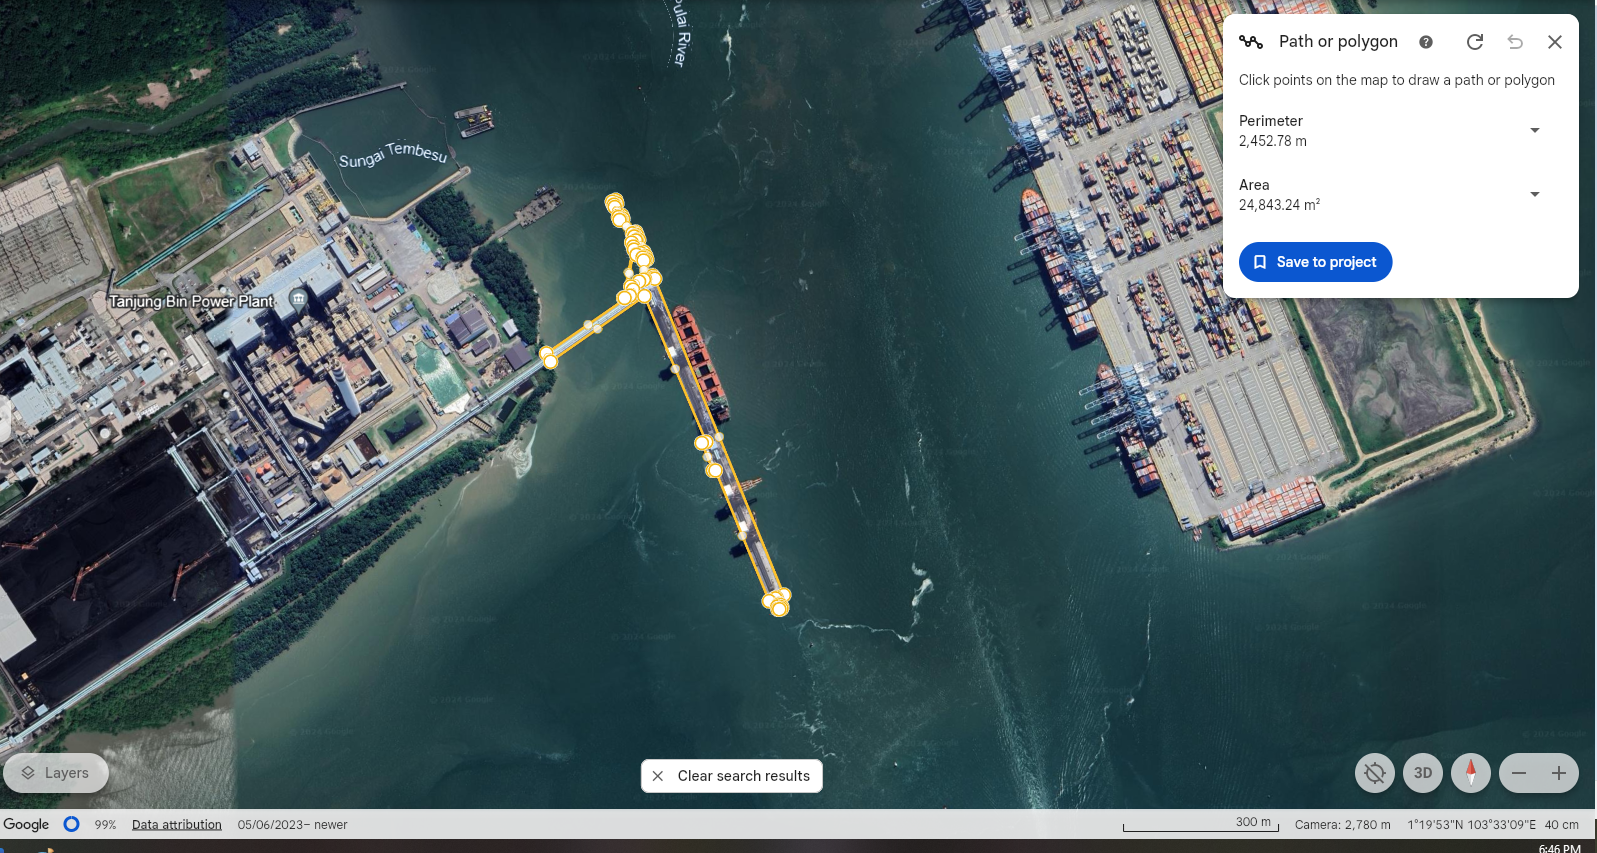 Pulai River
Sungai Tembesu
Tanjung Bin Power Plant
Path or polygon
Click points on the map to draw a path or polygon
Perimeter
2,452.78 m
Area
24,843.24 m²
Save to project
Layers
Clear search results
3D
Google
99%
Data attribution
05/06/2023– newer
300 m
Camera: 2,780 m
1°19'53"N 103°33'09"E
40 cm
6:46 PM